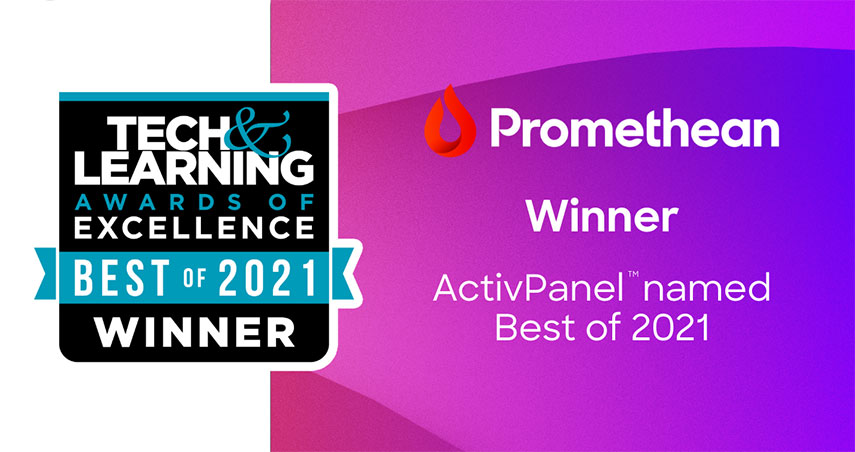 TECH&
LEARNING
AWARDS OF
EXCELLENCE
BEST OF 2021
WINNER
Promethean
Winner
ActivPanel™ named
Best of 2021